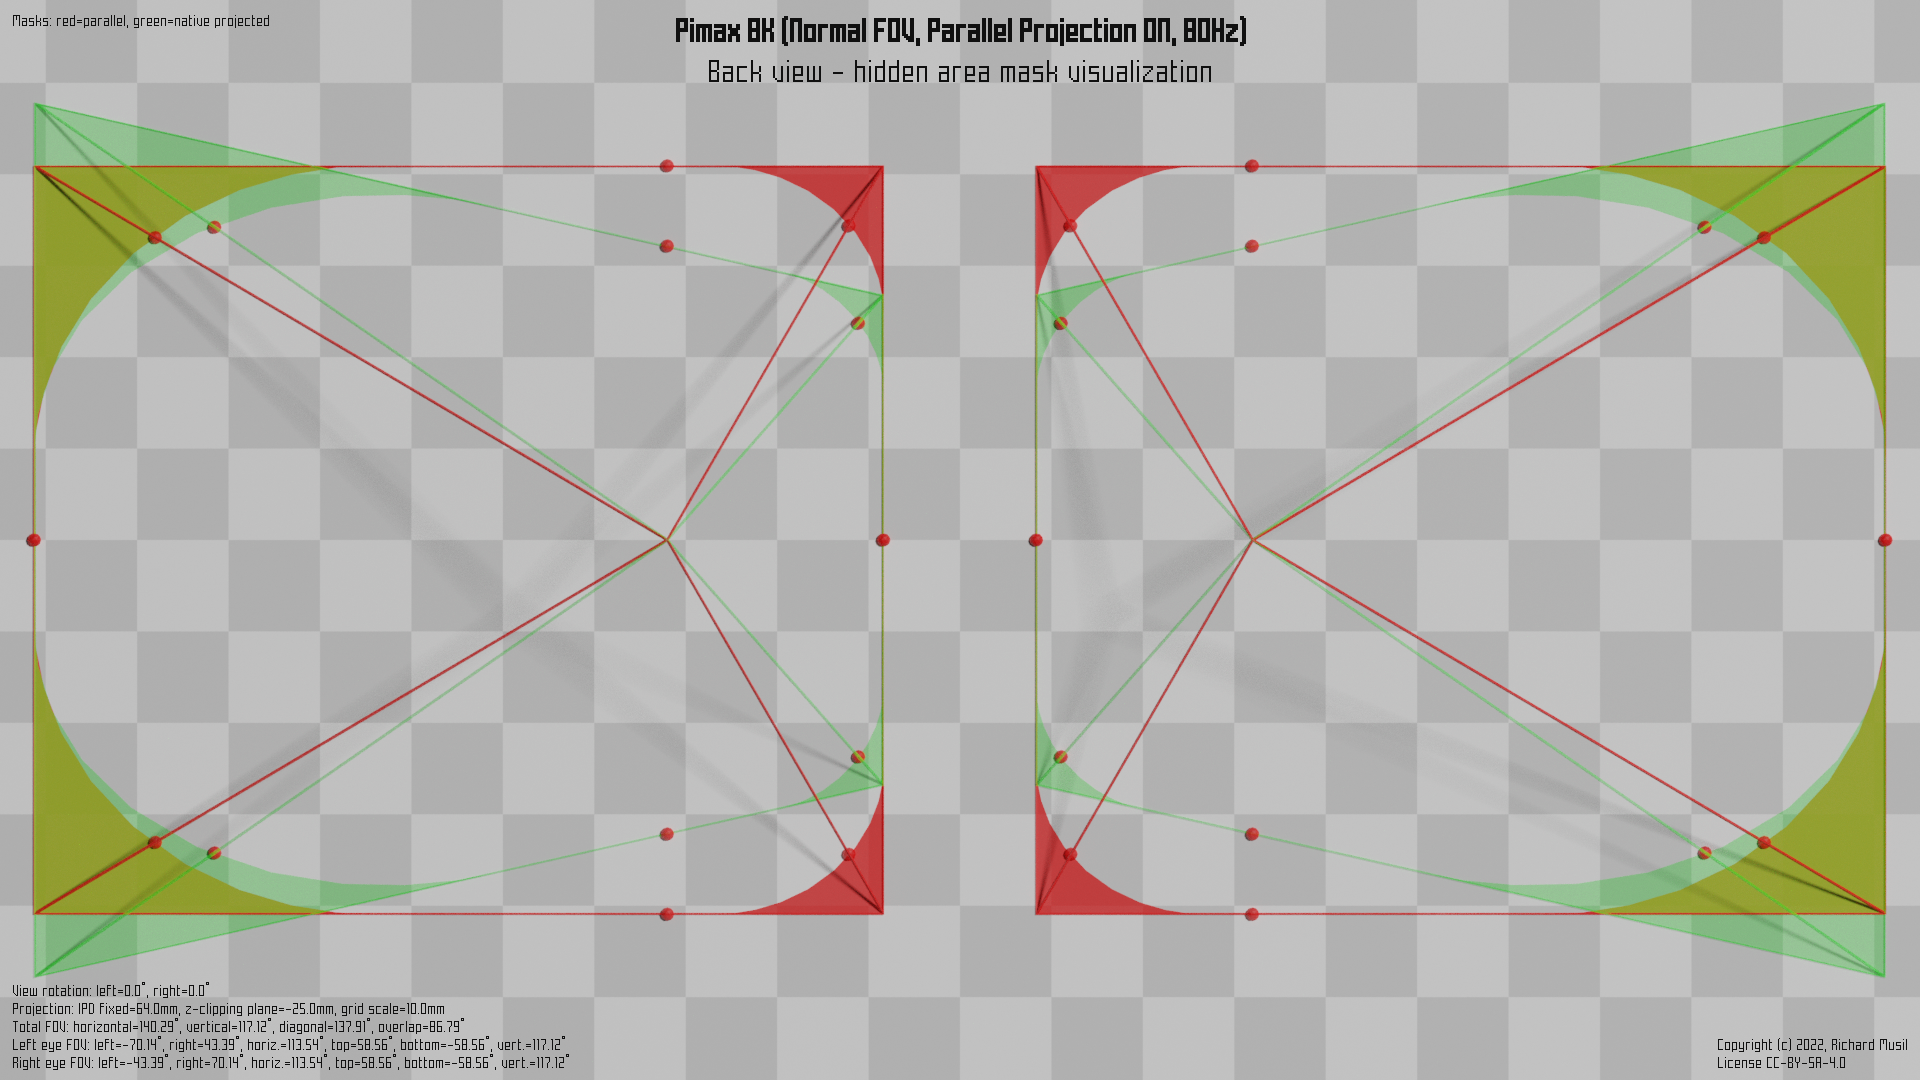 Masks: red=parallel, green=native projected
Pimax 8K (Normal FOV, Parallel Projection ON, 80Hz)
Back view - hidden area mask visualization
View rotation: left=0.0°, right=0.0°
Projection: IPD fixed=64.0mm, z-clipping plane=-25.0mm, grid scale=10.0mm
Total FOV: horizontal=140.29°, vertical=117.12°, diagonal=137.91°, overlap=86.79°
Left eye FOV: left=-70.14°, right=43.39°, horiz.=113.54°, top=58.56°, bottom=-58.56°, vert.=117.12°
Right eye FOV: left=-43.39°, right=70.14°, horiz.=113.54°, top=58.56°, bottom=-58.56°, vert.=117.12°
Copyright (c) 2022, Richard Musil
License CC-BY-SA-4.0